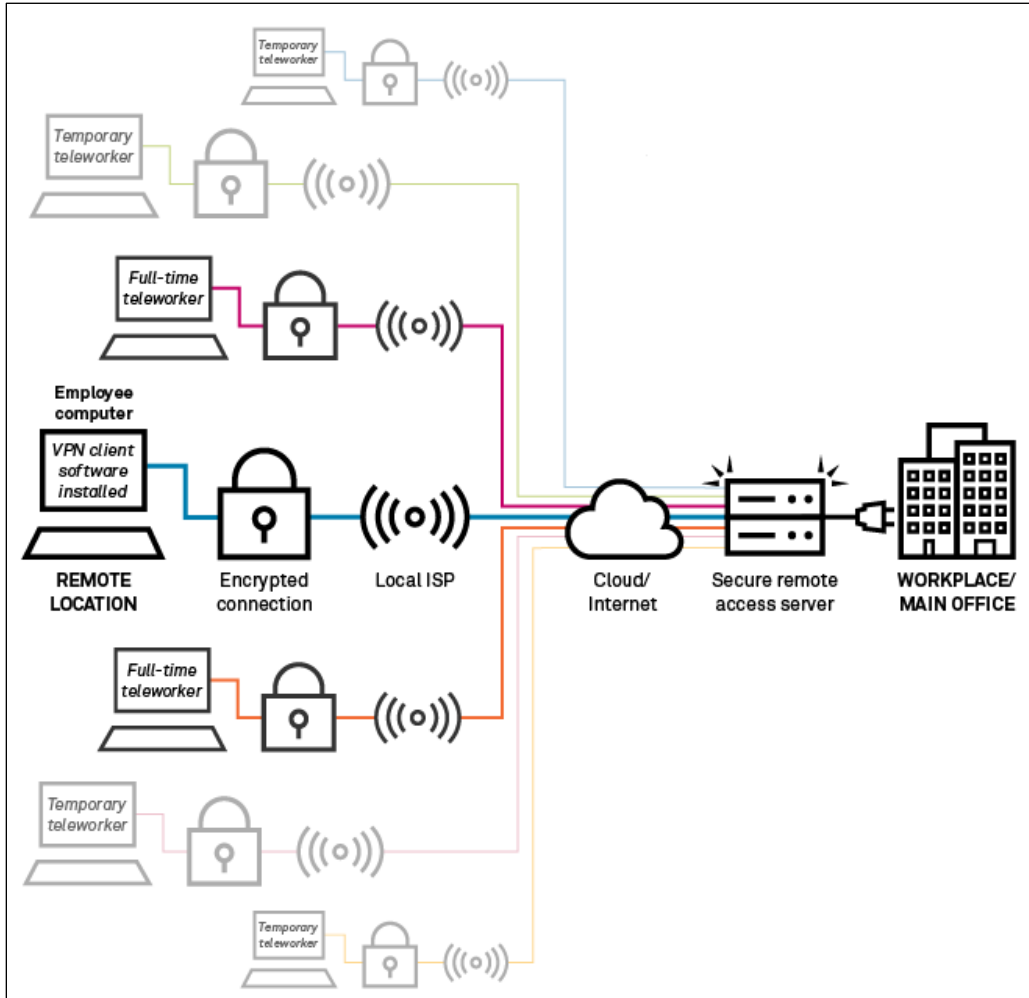 Temporary
teleworker
Temporary
teleworker
Full-time
teleworker
Employee
computer
VPN client
software
installed
REMOTE
LOCATION
Encrypted
connection
Local ISP
Cloud/
Internet
Secure remote
access server
WORKPLACE/
MAIN OFFICE
Full-time
teleworker
Temporary
teleworker
Temporary
teleworker